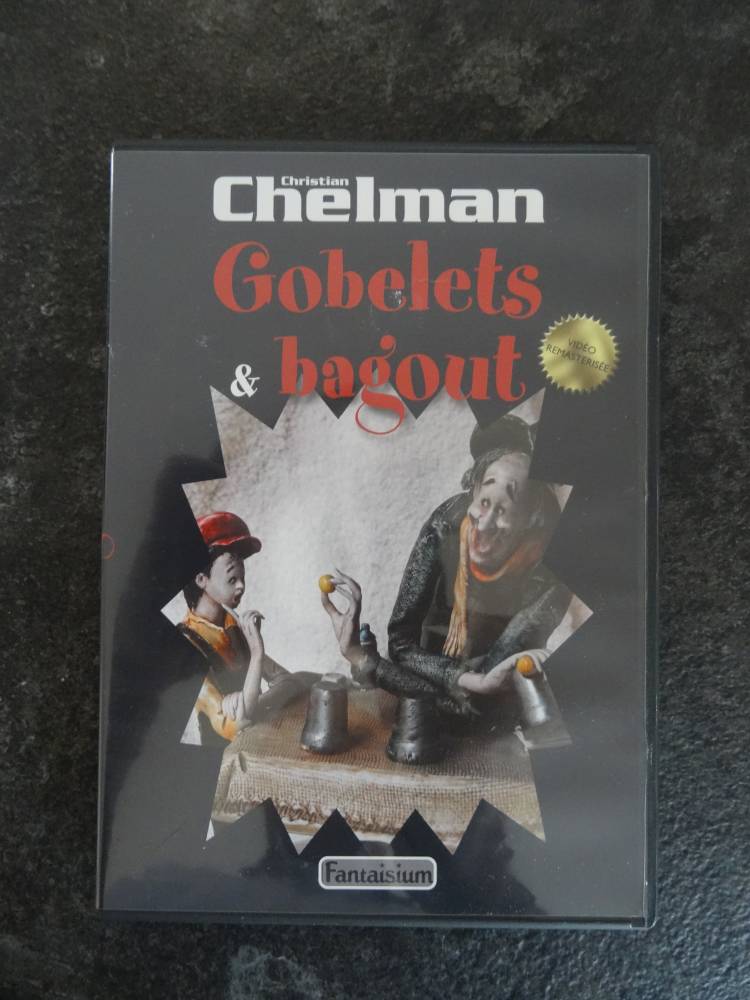 Christian
Chelman
Gobelets
& bagout
VIDÉO
REMASTERISÉE
Fantaisium